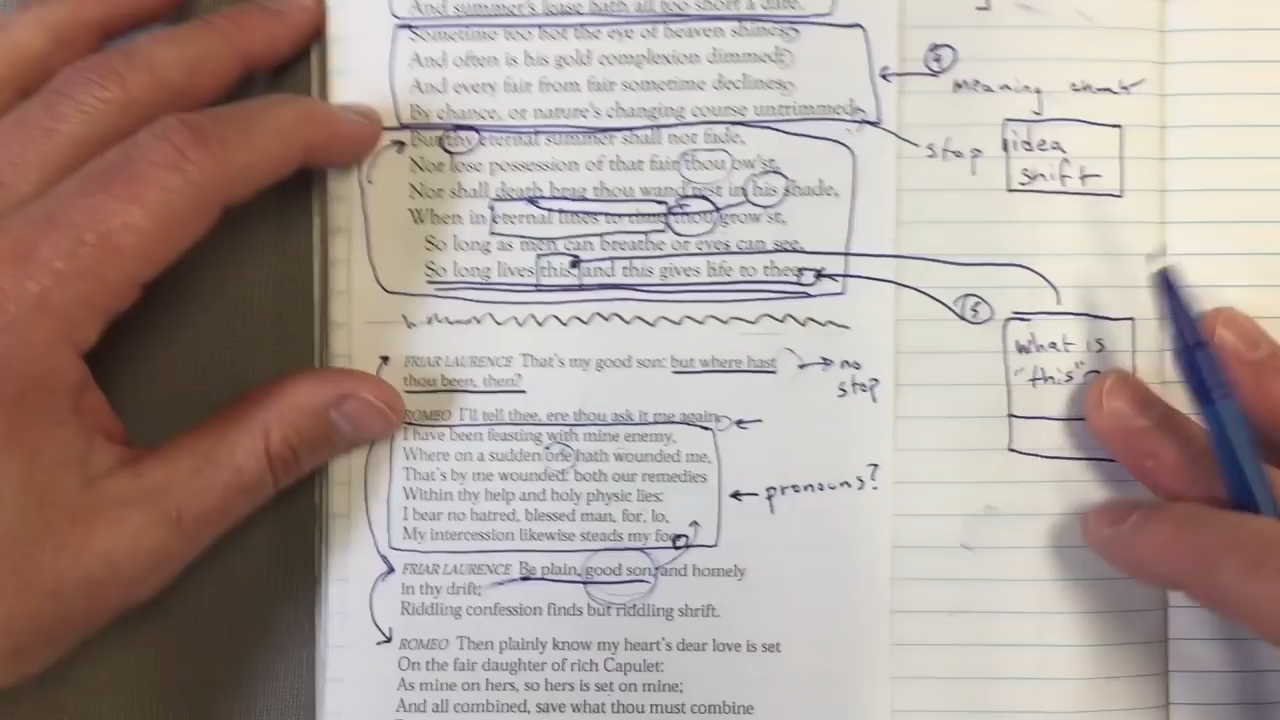 And summer's lease hath all too short a date.
Sometime too hot the eye of heaven shines,
And often is his gold complexion dimmed;
And every fair from fair sometime declines,
By chance, or nature's changing course untrimmed.
But thy eternal summer shall not fade,
Nor lose possession of that fair thou ow'st,
Nor shall death brag thou wand'rest in his shade,
When in eternal lines to time thou grow'st.
So long as men can breathe or eyes can see,
So long lives this, and this gives life to thee.
meaning chunk
stop
idea
shift
5
what is
"this"?
FRIAR LAURENCE That's my good son: but where hast
thou been, then?
no
stop
ROMEO I'll tell thee, ere thou ask it me again.
I have been feasting with mine enemy,
Where on a sudden one hath wounded me,
That's by me wounded: both our remedies
Within thy help and holy physic lies:
I bear no hatred, blessed man, for, lo,
My intercession likewise steads my foe.
pronouns?
FRIAR LAURENCE Be plain, good son, and homely
in thy drift;
Riddling confession finds but riddling shrift.
ROMEO Then plainly know my heart's dear love is set
On the fair daughter of rich Capulet:
As mine on hers, so hers is set on mine;
And all combined, save what thou must combine